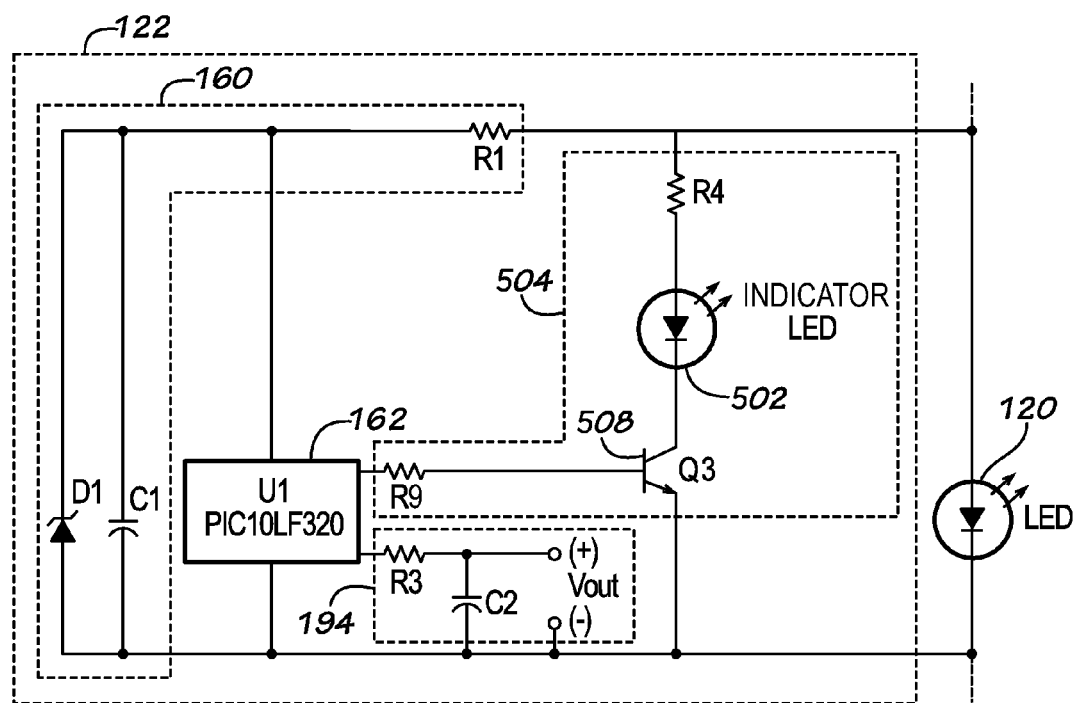 122
160
R1
R4
504
INDICATOR
LED
502
162
508
120
D1
C1
U1
PIC10LF320
R9
Q3
LED
R3
(+)
Vout
C2
(-)
194